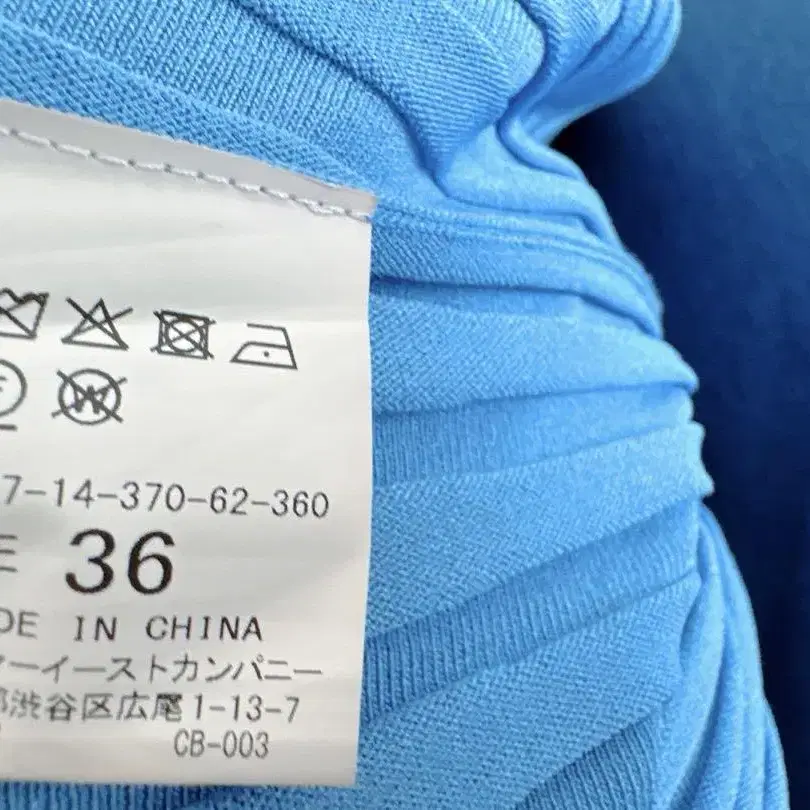 7-14-370-62-360
E 36
DE IN CHINA
ーイーストカンパニー
渋谷区広尾1-13-7
CB-003